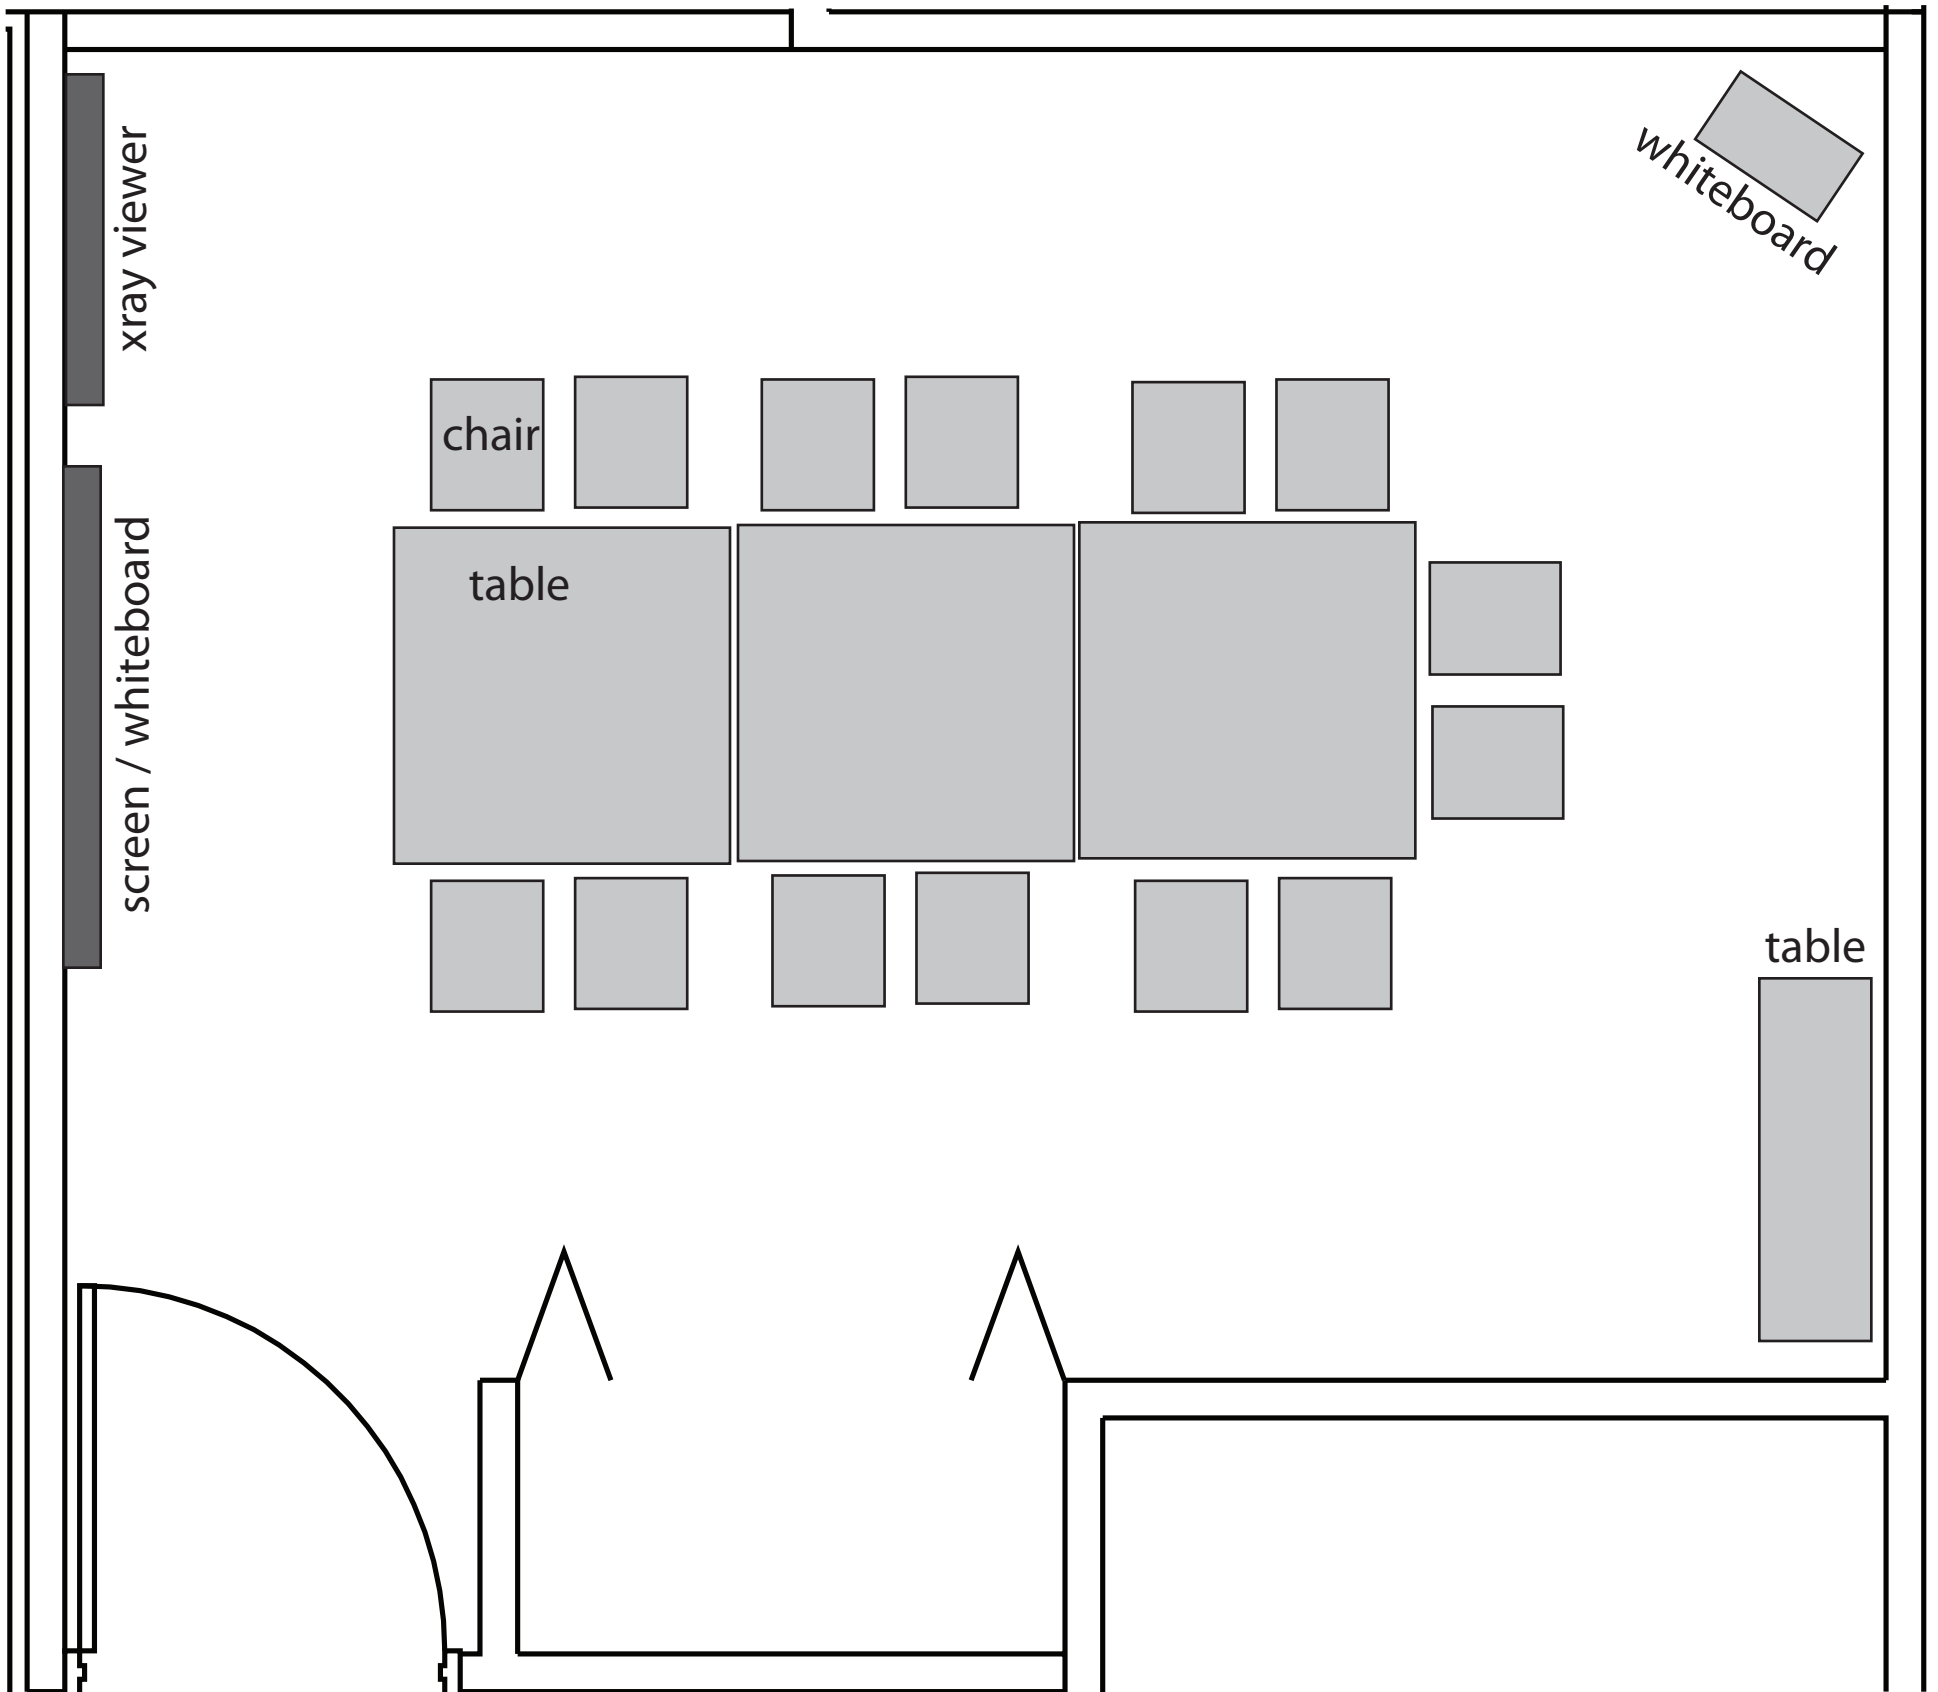 xray viewer
whiteboard
chair
table
screen / whiteboard
table